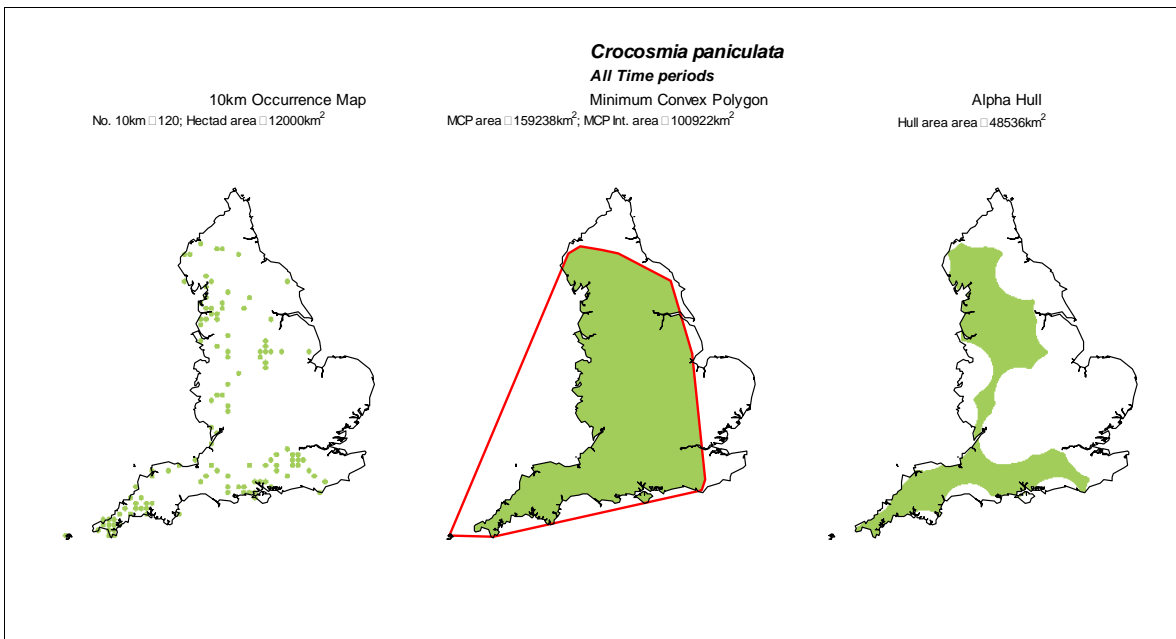 Crocosmia paniculata
All Time periods
10km Occurrence Map
No. 10km □ 120; Hectad area □ 12000km²
Minimum Convex Polygon
MCP area □ 159238km²; MCP Int. area □ 100922km²
Alpha Hull
Hull area area □ 48536km²